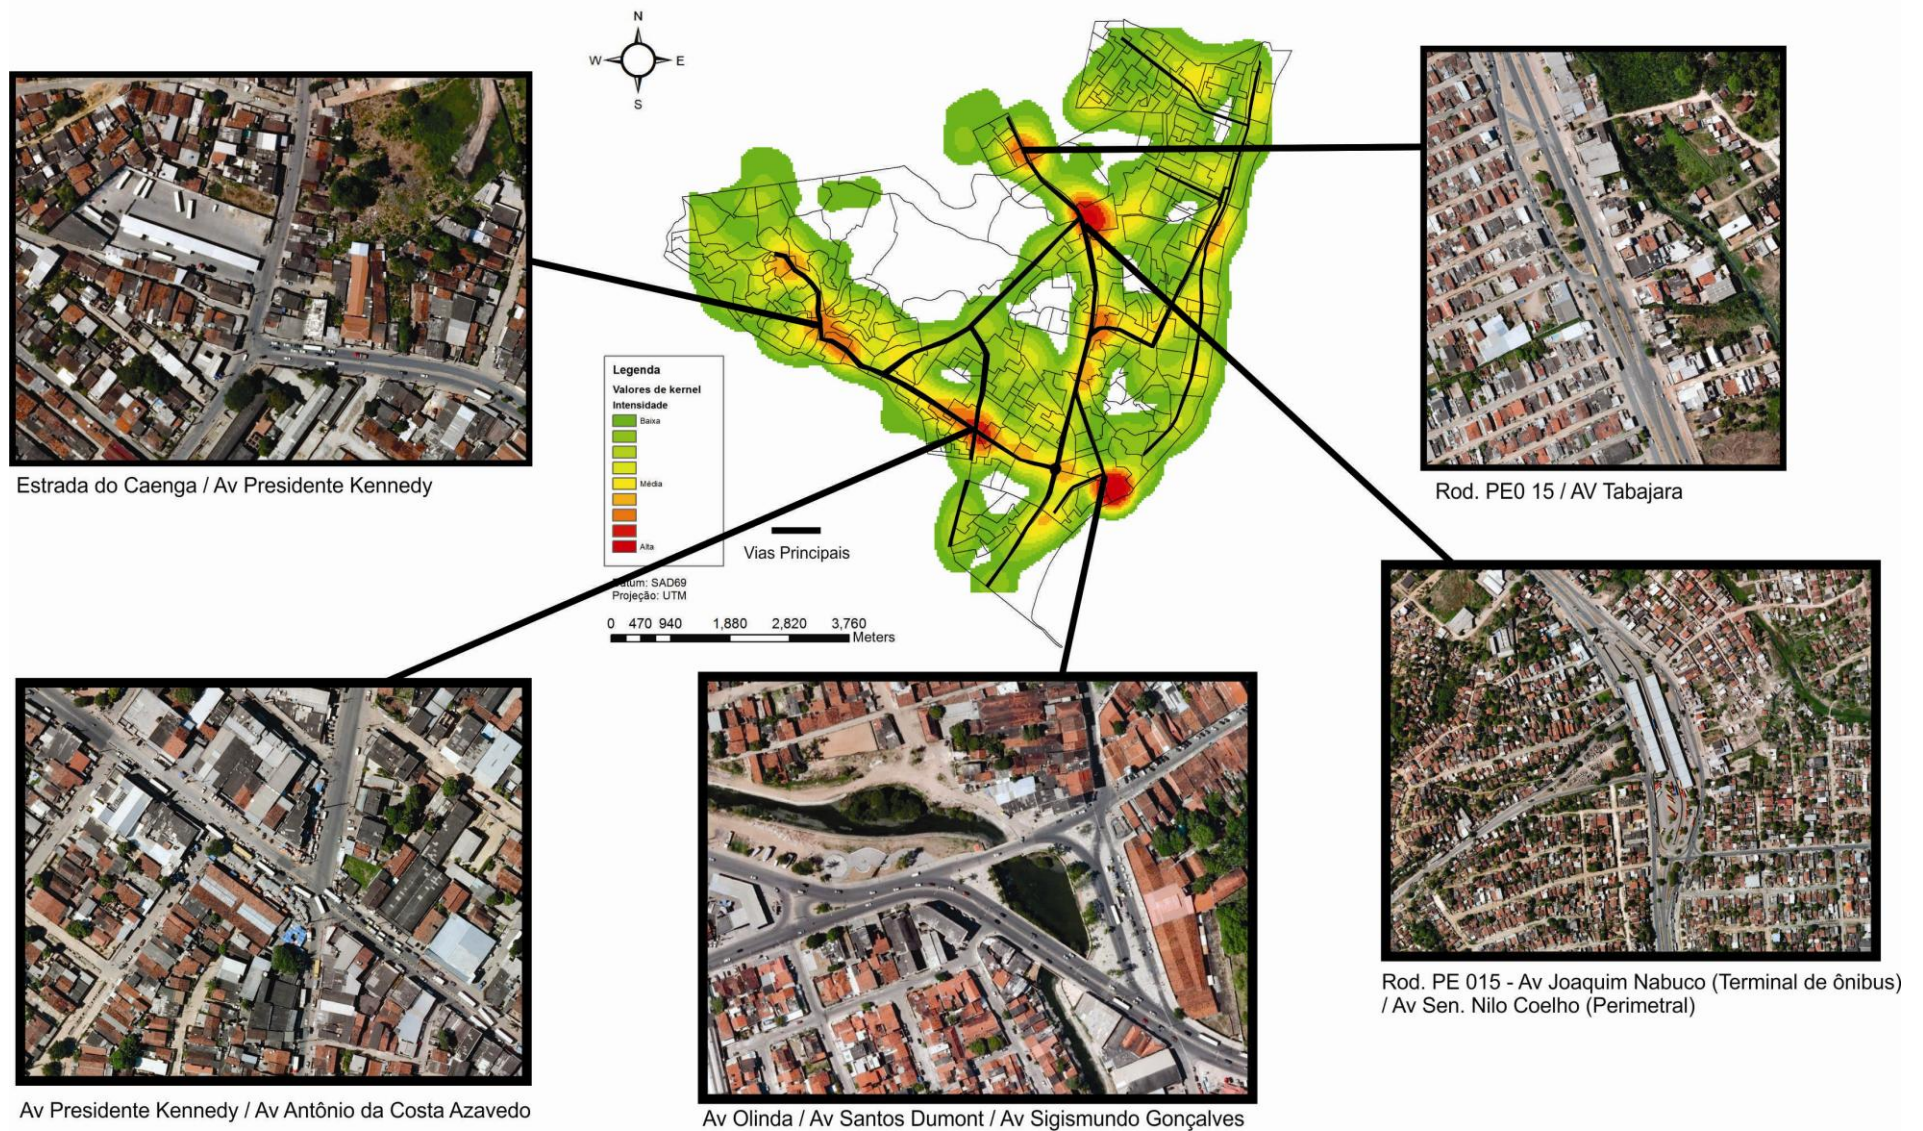 N
W
E
S
Estrada do Caenga / Av Presidente Kennedy
Rod. PE0 15 / AV Tabajara
Legenda
Valores de kernel
Intensidade
Baixa
Média
Alta
Vias Principais
Datum: SAD69
Projeção: UTM
0 470 940 1,880 2,820 3,760
Meters
Rod. PE 015 - Av Joaquim Nabuco (Terminal de ônibus)
/ Av Sen. Nilo Coelho (Perimetral)
Av Presidente Kennedy / Av Antônio da Costa Azavedo
Av Olinda / Av Santos Dumont / Av Sigismundo Gonçalves